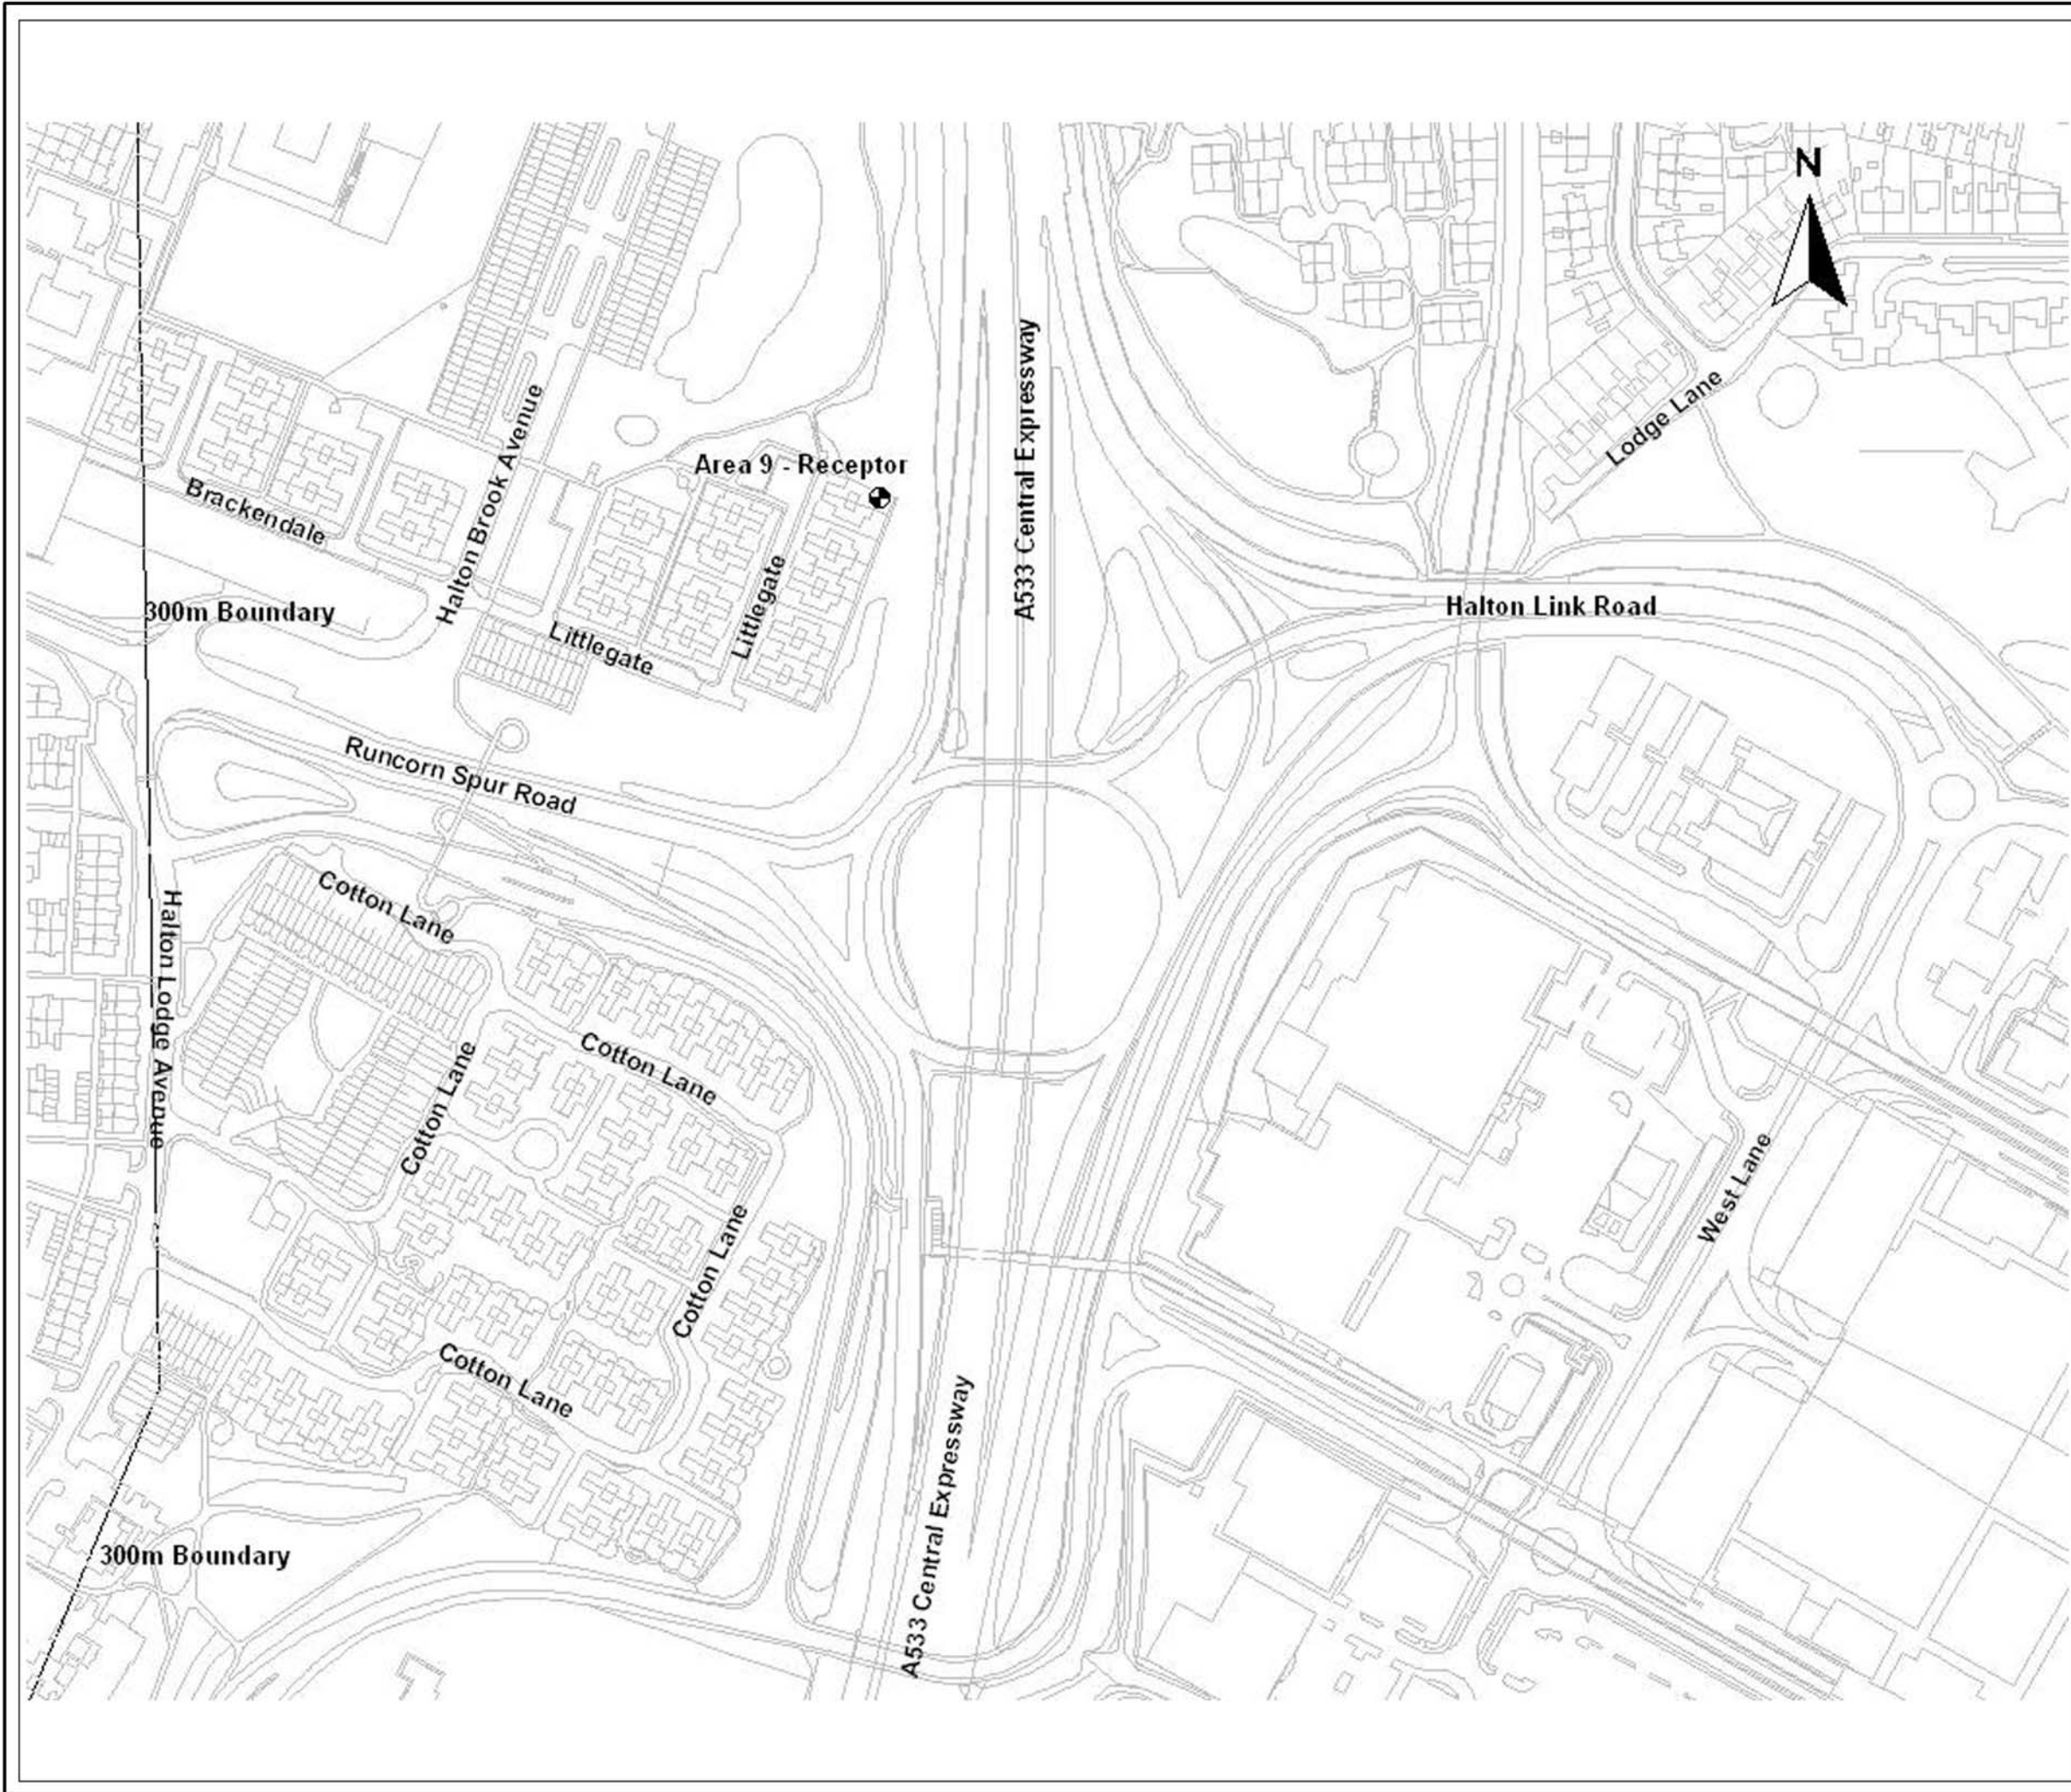 N
A533 Central Expressway
Lodge Lane
Halton Brook Avenue
Area 9 - Receptor
Brackendale
Littlegate
300m Boundary
Halton Link Road
Littlegate
Runcorn Spur Road
Cotton Lane
Halton Lodge Avenue
Cotton Lane
Cotton Lane
West Lane
Cotton Lane
Cotton Lane
A533 Central Expressway
300m Boundary